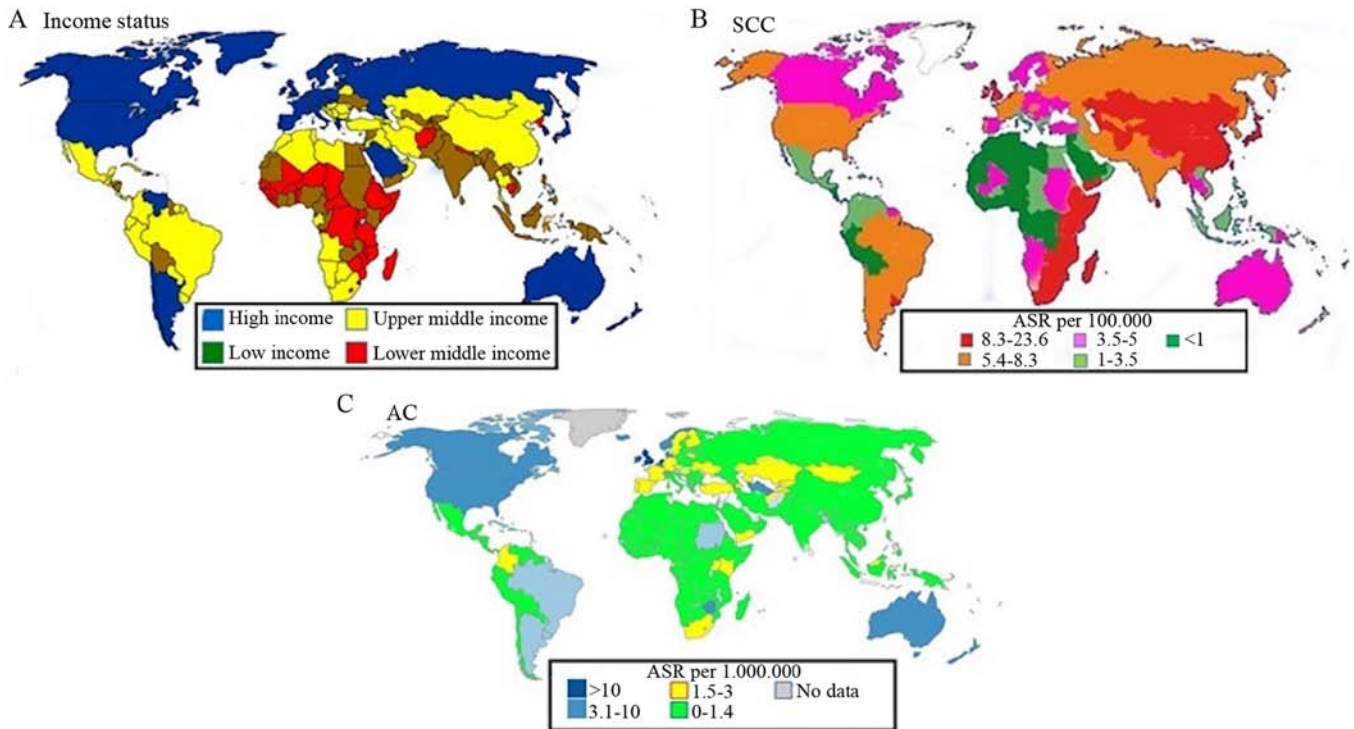 A Income status
High income Upper middle income
Low income Lower middle income
B SCC
ASR per 100.000
8.3-23.6 3.5-5 <1
5.4-8.3 1-3.5
C AC
ASR per 1.000.000
>10 1.5-3 No data
3.1-10 0-1.4